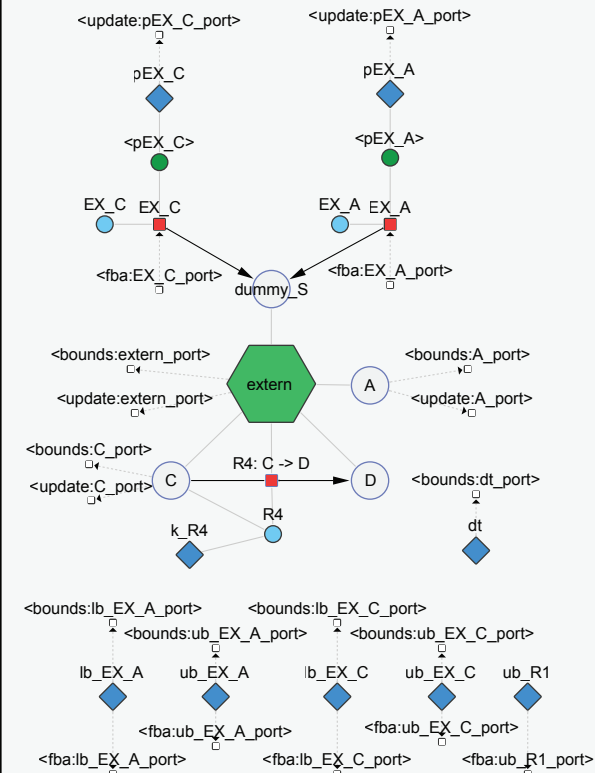 <update:pEX_C_port> <update:pEX_A_port>
pEX_C pEX_A
<pEX_C> <pEX_A>
EX_C EX_C EX_A EX_A
<fba:EX_C_port> <fba:EX_A_port>
dummy_S
<bounds:extern_port> <bounds:A_port>
extern A
<update:extern_port> <update:A_port>
<bounds:C_port> R4: C -> D
<update:C_port> C D <bounds:dt_port>
k_R4 R4 dt
<bounds:lb_EX_A_port> <bounds:lb_EX_C_port>
<bounds:ub_EX_A_port> <bounds:ub_EX_C_port>
lb_EX_A ub_EX_A lb_EX_C ub_EX_C ub_R1
<fba:ub_EX_A_port> <fba:ub_EX_C_port>
<fba:lb_EX_A_port> <fba:lb_EX_C_port> <fba:ub_R1_port>